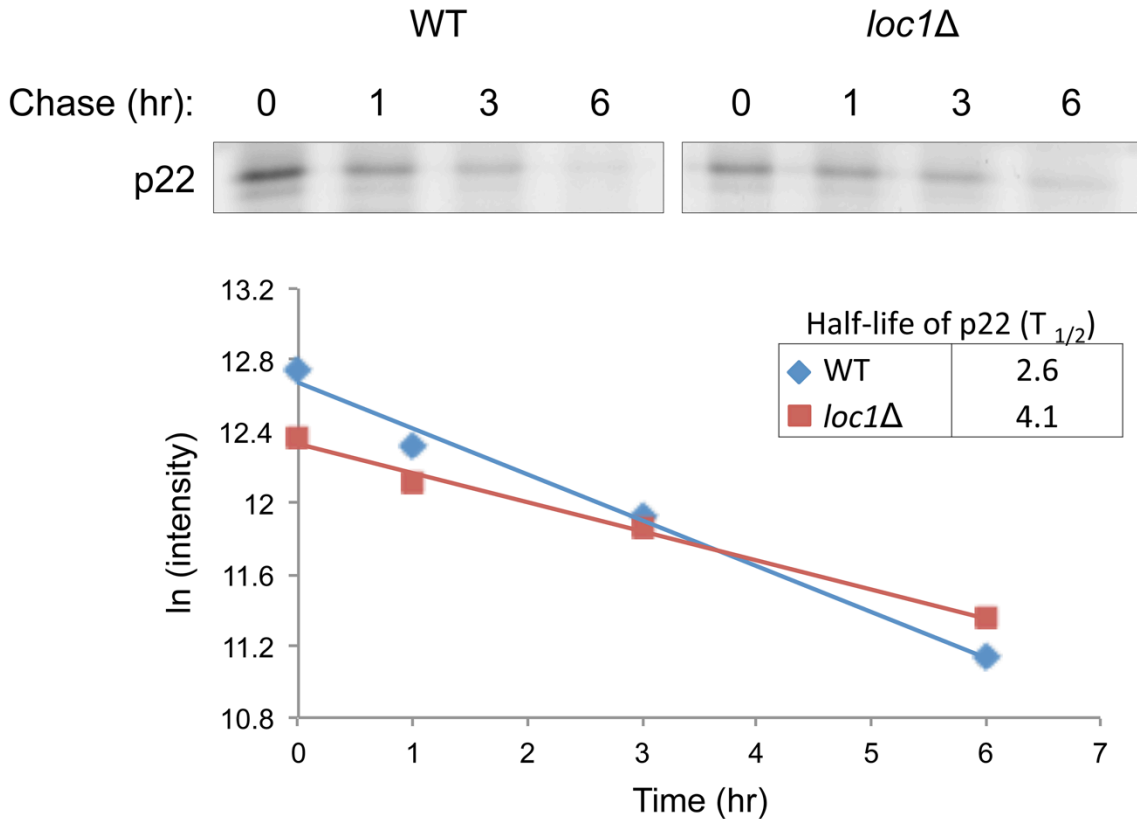 WT loc1Δ
Chase (hr): 0 1 3 6 0 1 3 6
p22
13.2
12.8
12.4
12
11.6
11.2
10.8
ln (intensity)
Half-life of p22 (T 1/2)
WT 2.6
loc1Δ 4.1
0 1 2 3 4 5 6 7
Time (hr)